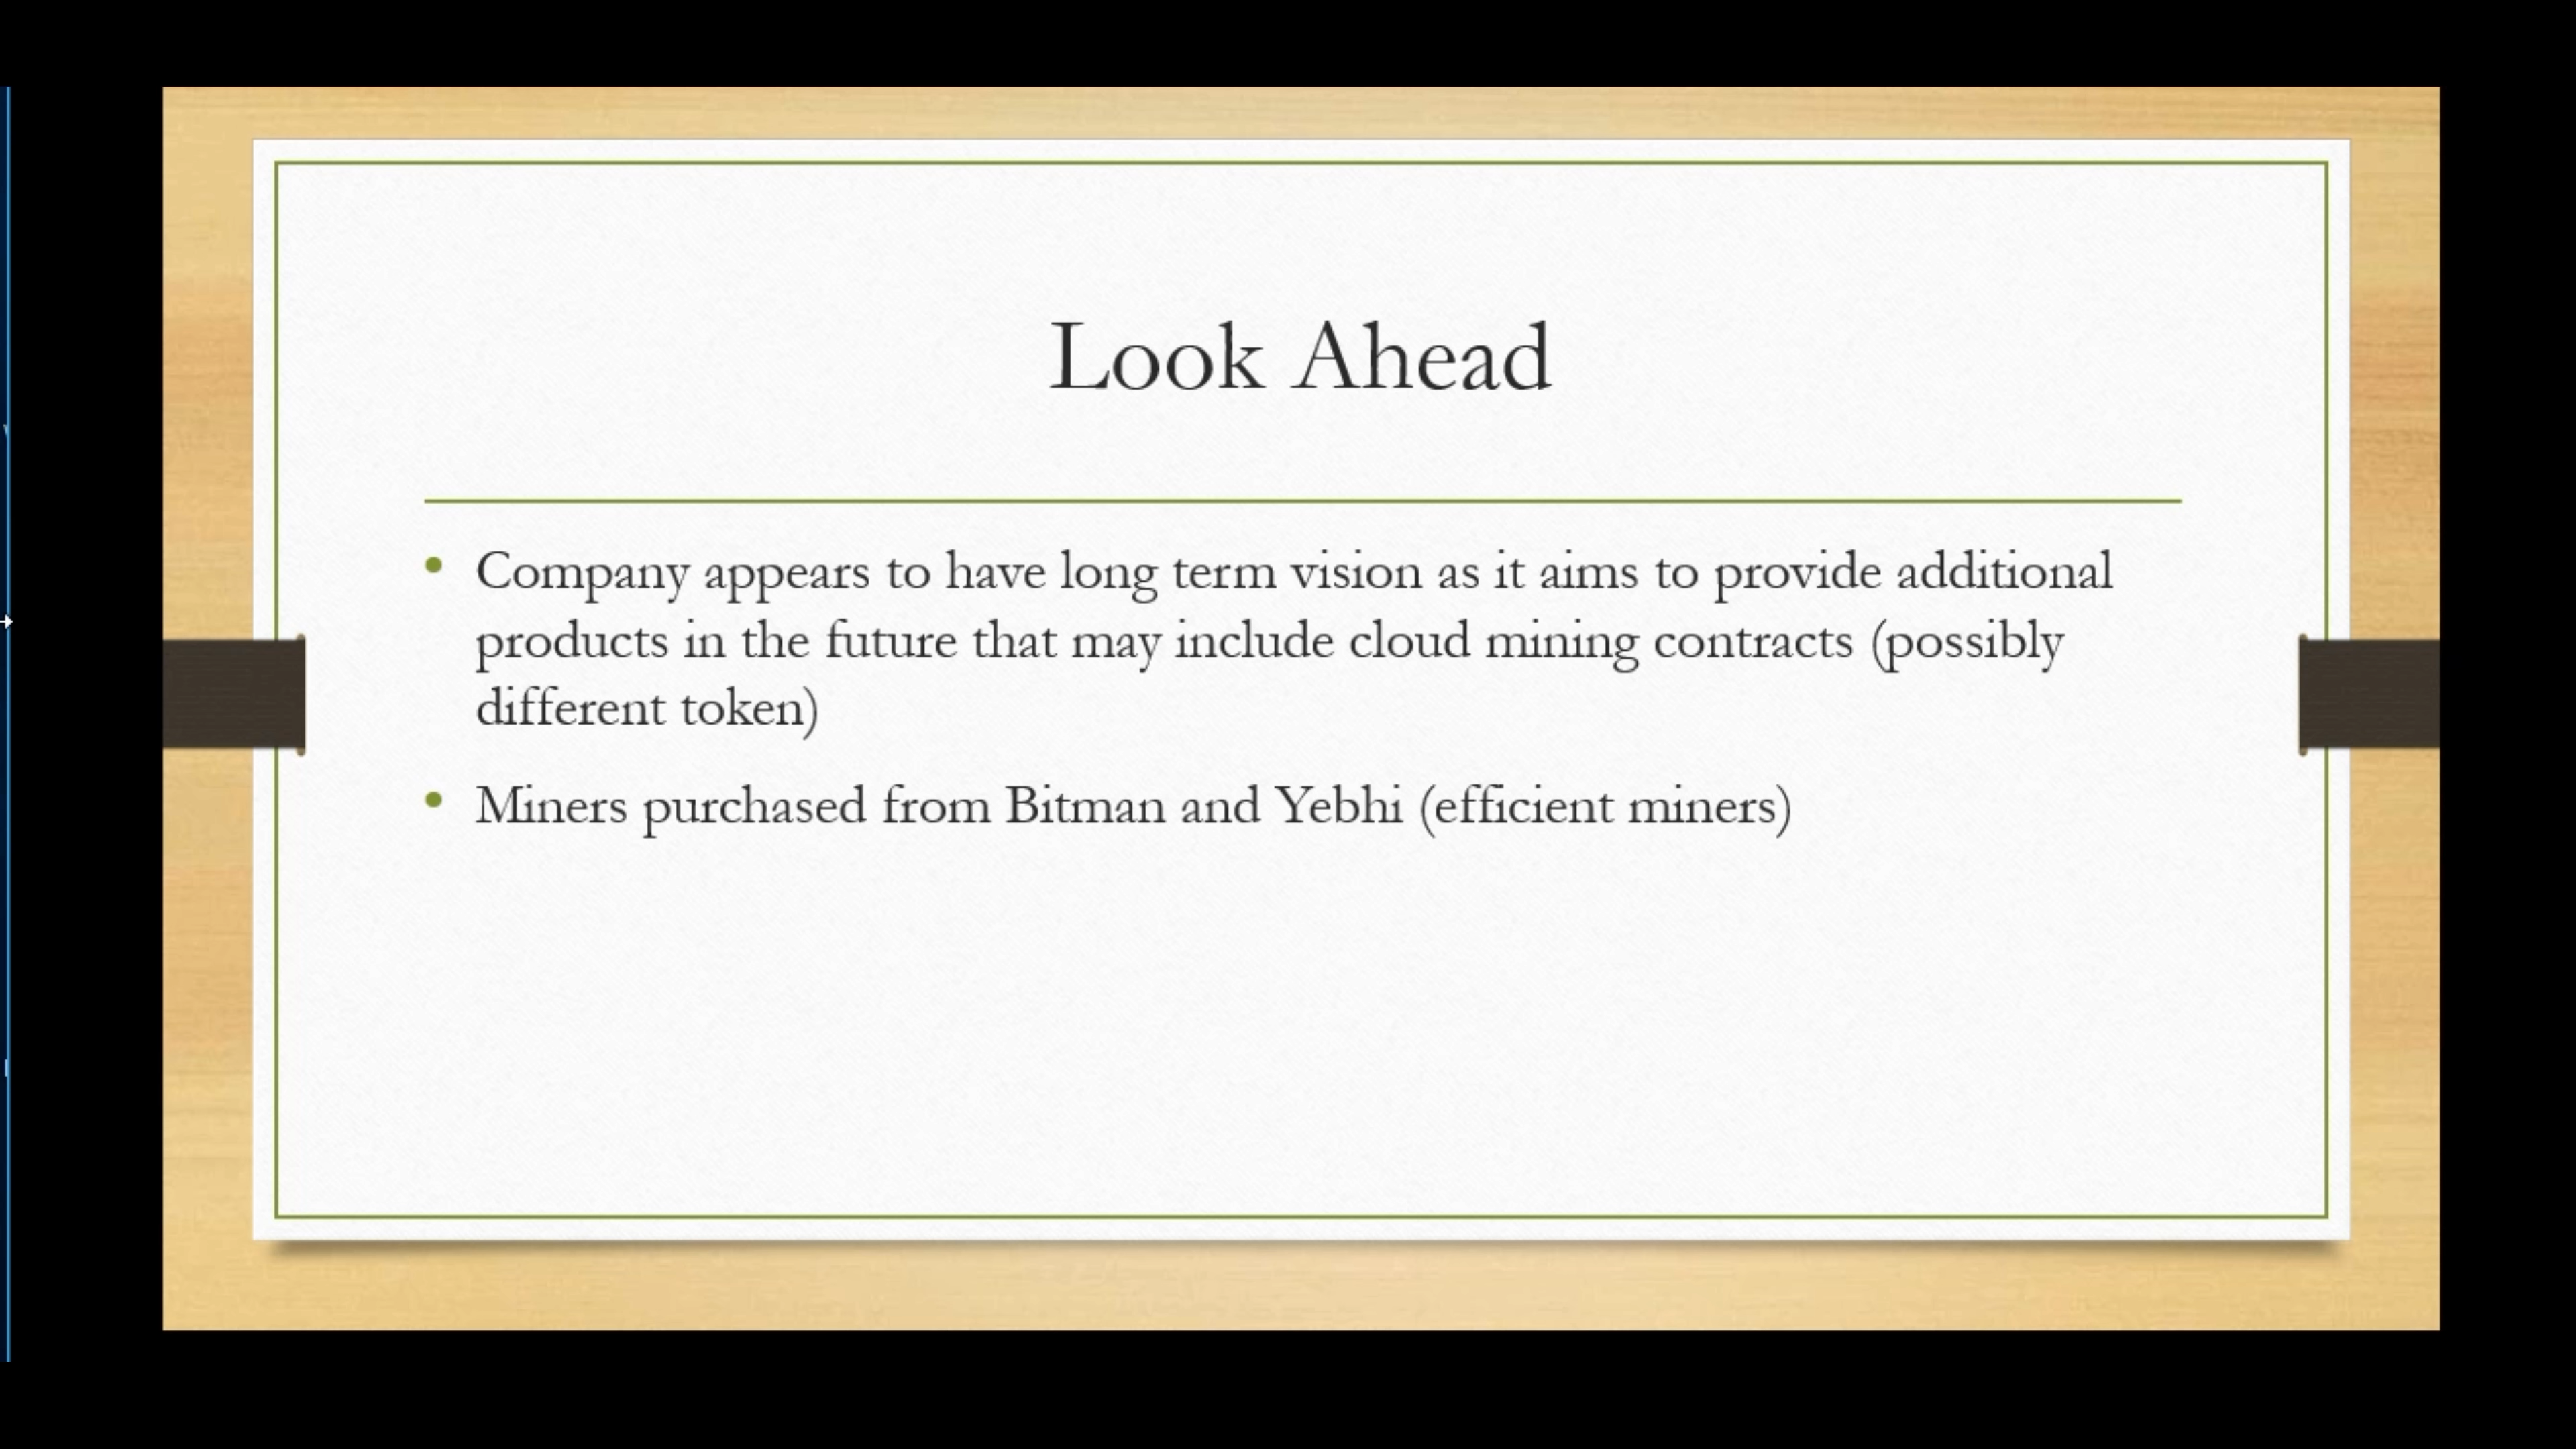 Look Ahead
• Company appears to have long term vision as it aims to provide additional
products in the future that may include cloud mining contracts (possibly
different token)
• Miners purchased from Bitman and Yebhi (efficient miners)